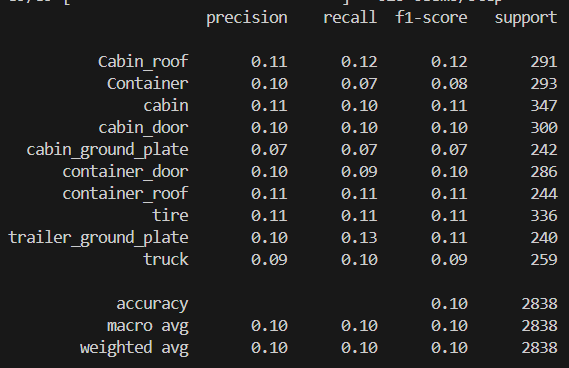 precision recall f1-score support
Cabin_roof 0.11 0.12 0.12 291
Container 0.10 0.07 0.08 293
cabin 0.11 0.10 0.11 347
cabin_door 0.10 0.10 0.10 300
cabin_ground_plate 0.07 0.07 0.07 242
container_door 0.10 0.09 0.10 286
container_roof 0.11 0.11 0.11 244
tire 0.11 0.11 0.11 336
trailer_ground_plate 0.10 0.13 0.11 240
truck 0.09 0.10 0.09 259
accuracy 0.10 2838
macro avg 0.10 0.10 0.10 2838
weighted avg 0.10 0.10 0.10 2838